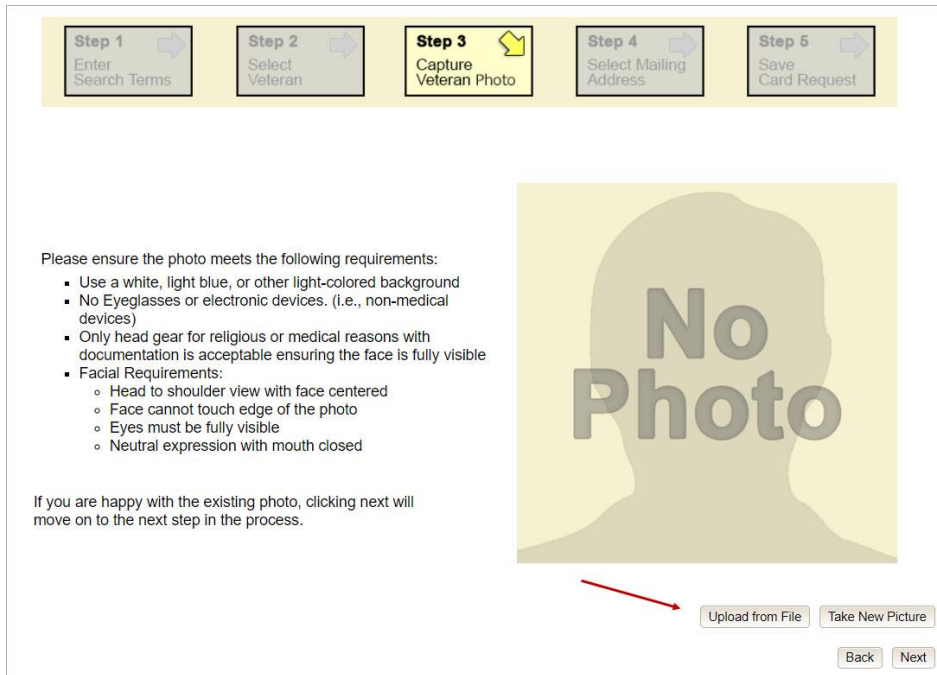 Step 1
Enter
Search Terms
Step 2
Select
Veteran
Step 3
Capture
Veteran Photo
Step 4
Select Mailing
Address
Step 5
Save
Card Request
Please ensure the photo meets the following requirements:
▪ Use a white, light blue, or other light-colored background
▪ No Eyeglasses or electronic devices. (i.e., non-medical
devices)
▪ Only head gear for religious or medical reasons with
documentation is acceptable ensuring the face is fully visible
▪ Facial Requirements:
◦ Head to shoulder view with face centered
◦ Face cannot touch edge of the photo
◦ Eyes must be fully visible
◦ Neutral expression with mouth closed
If you are happy with the existing photo, clicking next will
move on to the next step in the process.
No
Photo
Upload from File
Take New Picture
Back
Next